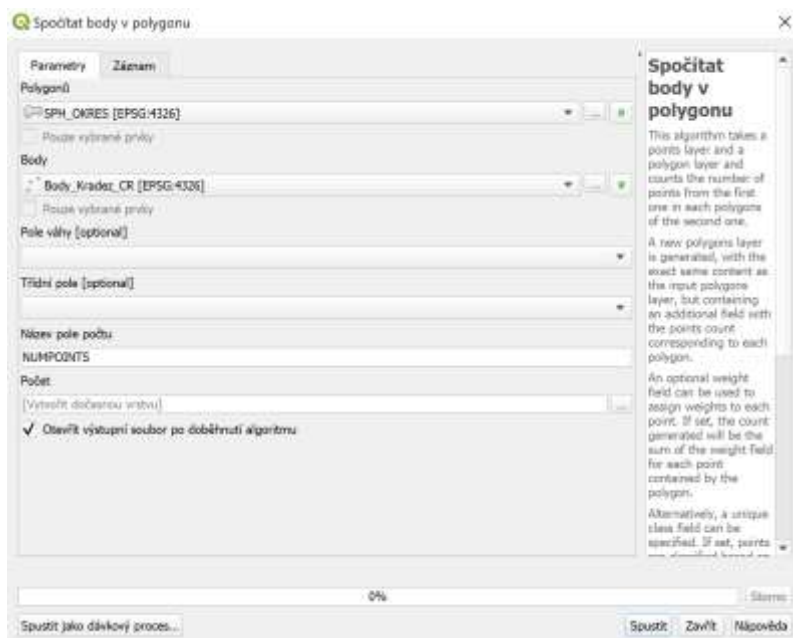 Spočítat body v polygonu
Parametry
Záznam
Polygonů
SPH_OKRES [EPSG:4326]
...
Pouze vybrané prvky
Body
Body_Kradez_CR [EPSG:4326]
...
Pouze vybrané prvky
Pole váhy [optional]
Třídní pole [optional]
Název pole počtu
NUMPOINTS
Počet
[Vytvořit dočasnou vrstvu]
...
Otevřít výstupní soubor po doběhnutí algoritmu
Spočítat
body v
polygonu
This algorithm takes a
points layer and a
polygon layer and
counts the number of
points from the first
one in each polygons
of the second one.
A new polygons layer
is generated, with the
exact same content as
the input polygons
layer, but containing
an additional field with
the points count
corresponding to each
polygon.
An optional weight
field can be used to
assign weights to each
point. If set, the count
generated will be the
sum of the weight field
for each point
contained by the
polygon.
Alternatively, a unique
class field can be
specified. If set, points
0%
Storno
Spustit jako dávkový proces...
Spustit
Zavřít
Nápověda